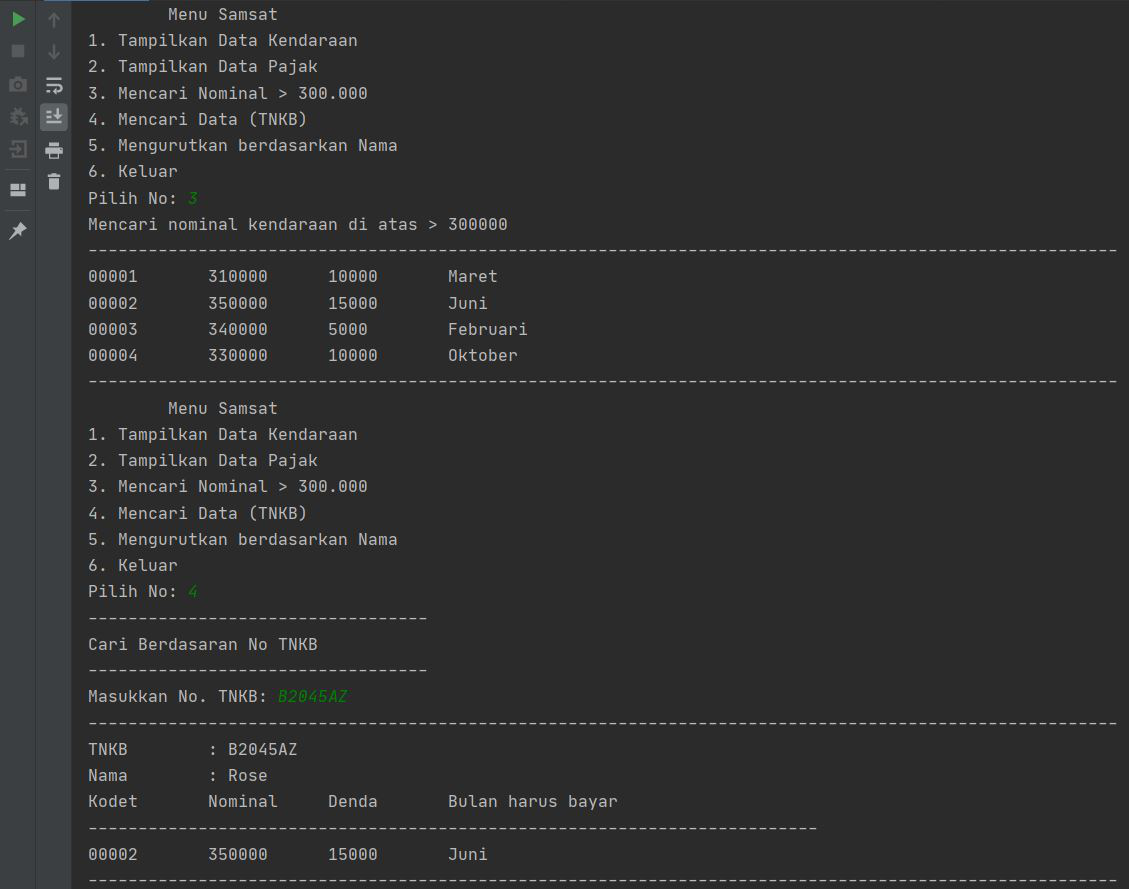 Menu Samsat
1. Tampilkan Data Kendaraan
2. Tampilkan Data Pajak
3. Mencari Nominal > 300.000
4. Mencari Data (TNKB)
5. Mengurutkan berdasarkan Nama
6. Keluar
Pilih No: 3
Mencari nominal kendaraan di atas > 300000
-------------------------------------------------------------------------------------------------------
00001       310000      10000       Maret
00002       350000      15000       Juni
00003       340000      5000        Februari
00004       330000      10000       Oktober
-------------------------------------------------------------------------------------------------------
Menu Samsat
1. Tampilkan Data Kendaraan
2. Tampilkan Data Pajak
3. Mencari Nominal > 300.000
4. Mencari Data (TNKB)
5. Mengurutkan berdasarkan Nama
6. Keluar
Pilih No: 4
----------------------------------
Cari Berdasaran No TNKB
----------------------------------
Masukkan No. TNKB: B2045AZ
-------------------------------------------------------------------------------------------------------
TNKB        : B2045AZ
Nama        : Rose
Kodet       Nominal     Denda       Bulan harus bayar
-------------------------------------------------------------------------
00002       350000      15000       Juni
-------------------------------------------------------------------------------------------------------